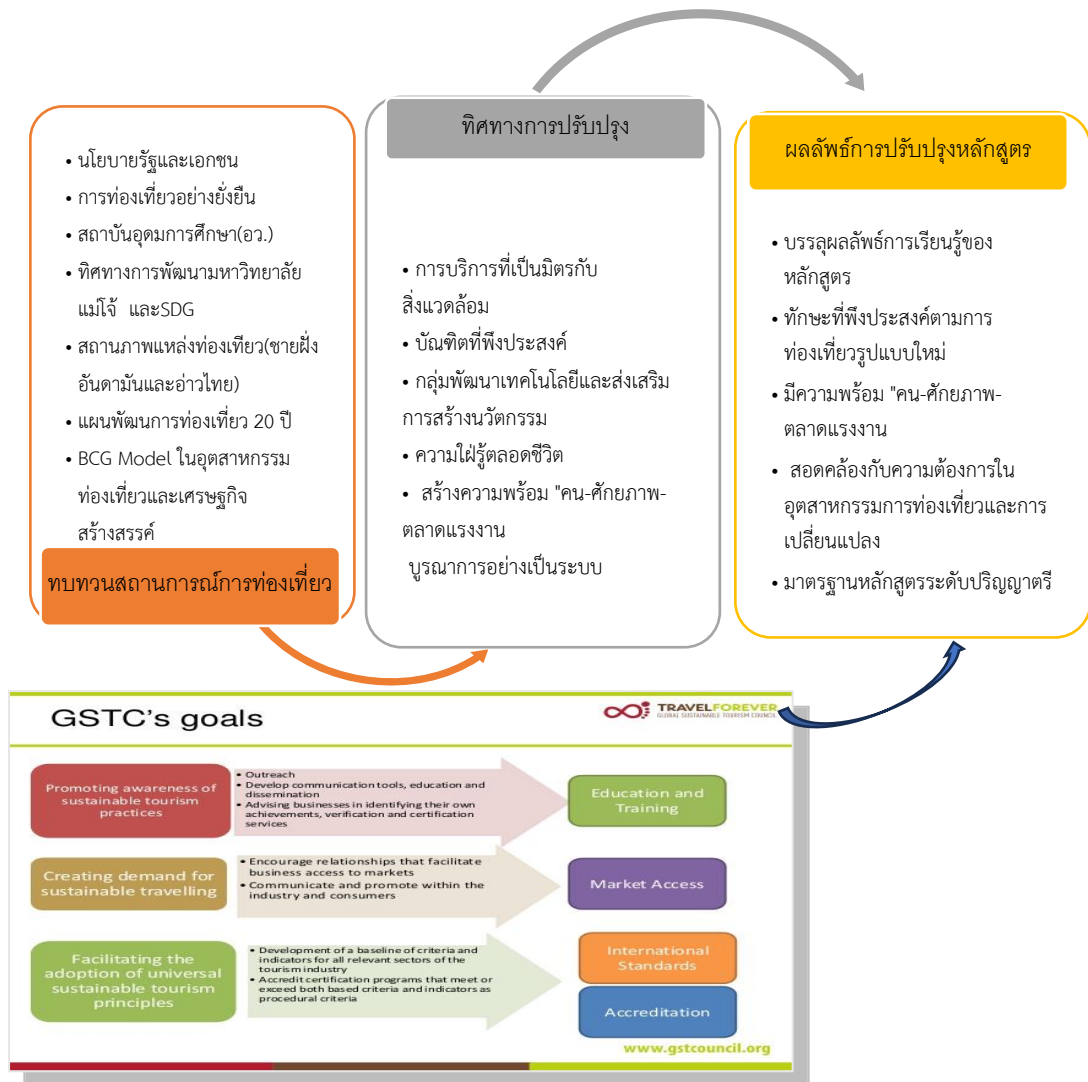 • นโยบายรัฐและเอกชน
• การท่องเที่ยวอย่างยั่งยืน
• สถาบันอุดมการศึกษา(อว.)
• ทิศทางการพัฒนามหาวิทยาลัย
แม่โจ้ และSDG
• สถานภาพแหล่งท่องเทียว(ชายฝั่ง
อันดามันและอ่าวไทย)
• แผนพัฒนการท่องเที่ยว 20 ปี
• BCG Model ในอุตสาหกรรม
ท่องเที่ยวและเศรษฐกิจ
สร้างสรรค์
ทบทวนสถานการณ์การท่องเที่ยว
ทิศทางการปรับปรุง
• การบริการที่เป็นมิตรกับ
สิ่งแวดล้อม
• บัณฑิตที่พึงประสงค์
• กลุ่มพัฒนาเทคโนโลยีและส่งเสริม
การสร้างนวัตกรรม
• ความใฝ่รู้ตลอดชีวิต
• สร้างความพร้อม "คน-ศักยภาพ-
ตลาดแรงงาน
บูรณาการอย่างเป็นระบบ
ผลลัพธ์การปรับปรุงหลักสูตร
• บรรลุผลลัพธ์การเรียนรู้ของ
หลักสูตร
• ทักษะที่พึงประสงค์ตามการ
ท่องเที่ยวรูปแบบใหม่
• มีความพร้อม "คน-ศักยภาพ-
ตลาดแรงงาน
• สอดคล้องกับความต้องการใน
อุตสาหกรรมการท่องเที่ยวและการ
เปลี่ยนแปลง
• มาตรฐานหลักสูตรระดับปริญญาตรี
GSTC's goals
TRAVELFOREVER
GLOBAL SUSTAINABLE TOURISM COUNCIL
Promoting awareness of
sustainable tourism
practices
• Outreach
• Develop communication tools, education and
dissemination
• Advising businesses in identifying their own
achievements, verification and certification
services
Education and
Training
Creating demand for
sustainable travelling
• Encourage relationships that facilitate
business access to markets
• Communicate and promote within the
industry and consumers
Market Access
Facilitating the
adoption of universal
sustainable tourism
principles
• Development of a baseline of criteria and
indicators for all relevant sectors of the
tourism industry
• Accredit certification programs that meet or
exceed both based criteria and indicators as
procedural criteria
International
Standards
Accreditation
www.gstcouncil.org